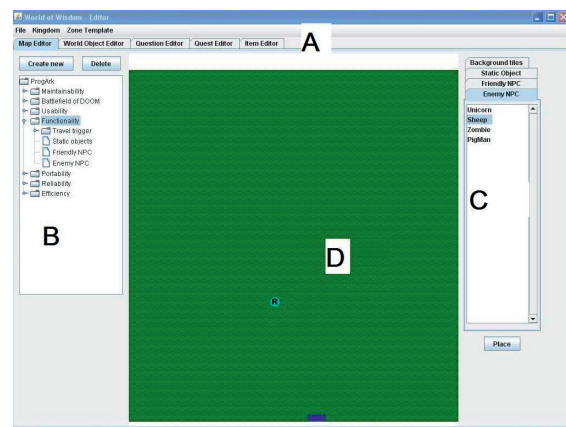 World of Wisdom - Editor
File Kingdom Zone Template
Map Editor World Object Editor Question Editor Quest Editor Item Editor
A
Create new Delete
ProgArk
Maintainability
Battlefield of DOOM
Usability
Functionality
Travel trigger
Static objects
Friendly NPC
Enemy NPC
Portability
Reliability
Efficiency
B
D
R
Background tiles
Static Object
Friendly NPC
Enemy NPC
Unicorn
Sheep
Zombie
PigMan
C
Place